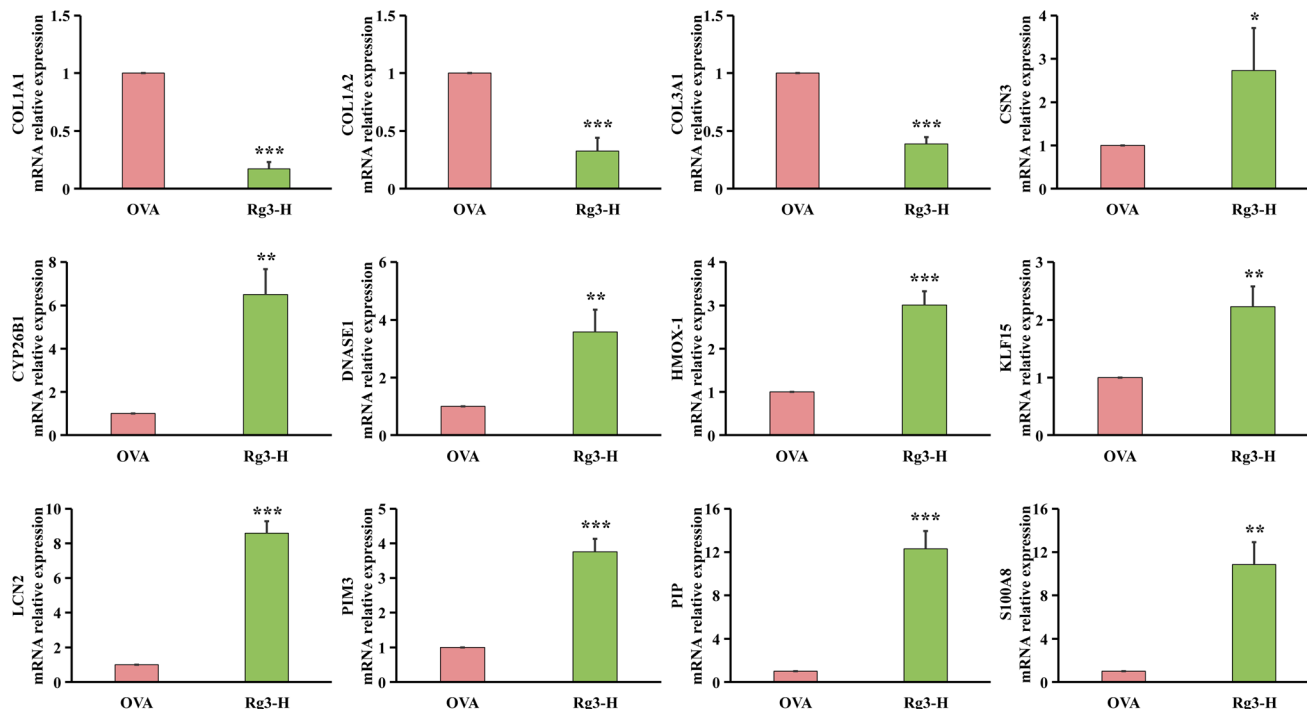 COL1A1
mRNA relative expression
1.5
1
0.5
0
***
OVA
Rg3-H
COL1A2
mRNA relative expression
1.5
1
0.5
0
***
OVA
Rg3-H
COL3A1
mRNA relative expression
1.5
1
0.5
0
***
OVA
Rg3-H
CSN3
mRNA relative expression
4
3
2
1
0
*
OVA
Rg3-H
CYP26B1
mRNA relative expression
8
6
4
2
0
**
OVA
Rg3-H
DNASE1
mRNA relative expression
6
4
2
0
**
OVA
Rg3-H
HMOX-1
mRNA relative expression
4
3
2
1
0
***
OVA
Rg3-H
KLF15
mRNA relative expression
3
2
1
0
**
OVA
Rg3-H
LCN2
mRNA relative expression
10
8
6
4
2
0
***
OVA
Rg3-H
PIM3
mRNA relative expression
5
4
3
2
1
0
***
OVA
Rg3-H
PIP
mRNA relative expression
16
12
8
4
0
***
OVA
Rg3-H
S100A8
mRNA relative expression
16
12
8
4
0
**
OVA
Rg3-H